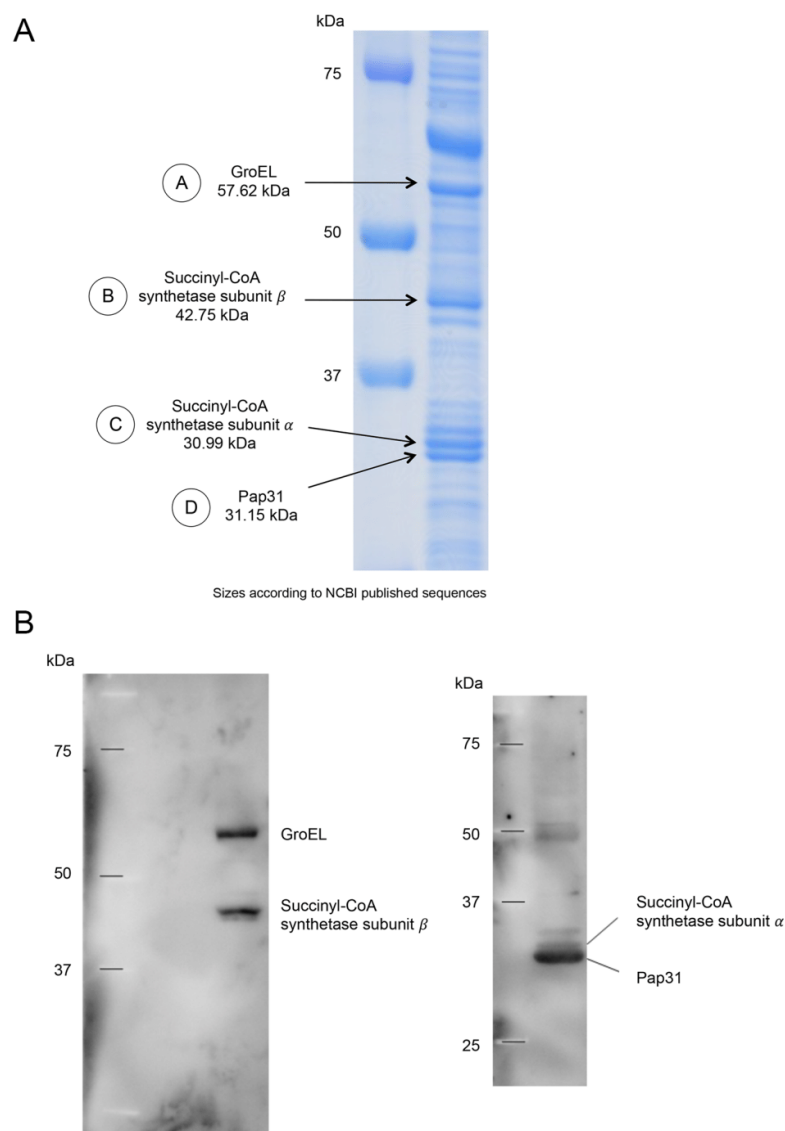 A
kDa
75
A
GroEL
57.62 kDa
50
B
Succinyl-CoA
synthetase subunit β
42.75 kDa
37
C
Succinyl-CoA
synthetase subunit α
30.99 kDa
D
Pap31
31.15 kDa
Sizes according to NCBI published sequences
B
kDa
75
GroEL
50
Succinyl-CoA
synthetase subunit β
37
kDa
75
50
37
Succinyl-CoA
synthetase subunit α
Pap31
25